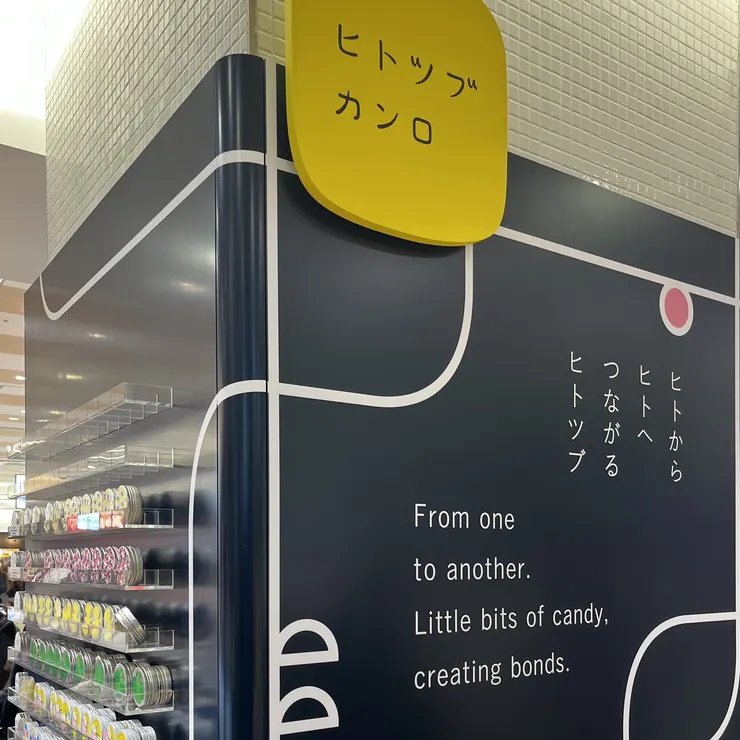 ヒトツブ
カンロ
ヒトから
ヒトへ
つながる
ヒトツブ
From one
to another.
Little bits of candy,
creating bonds.